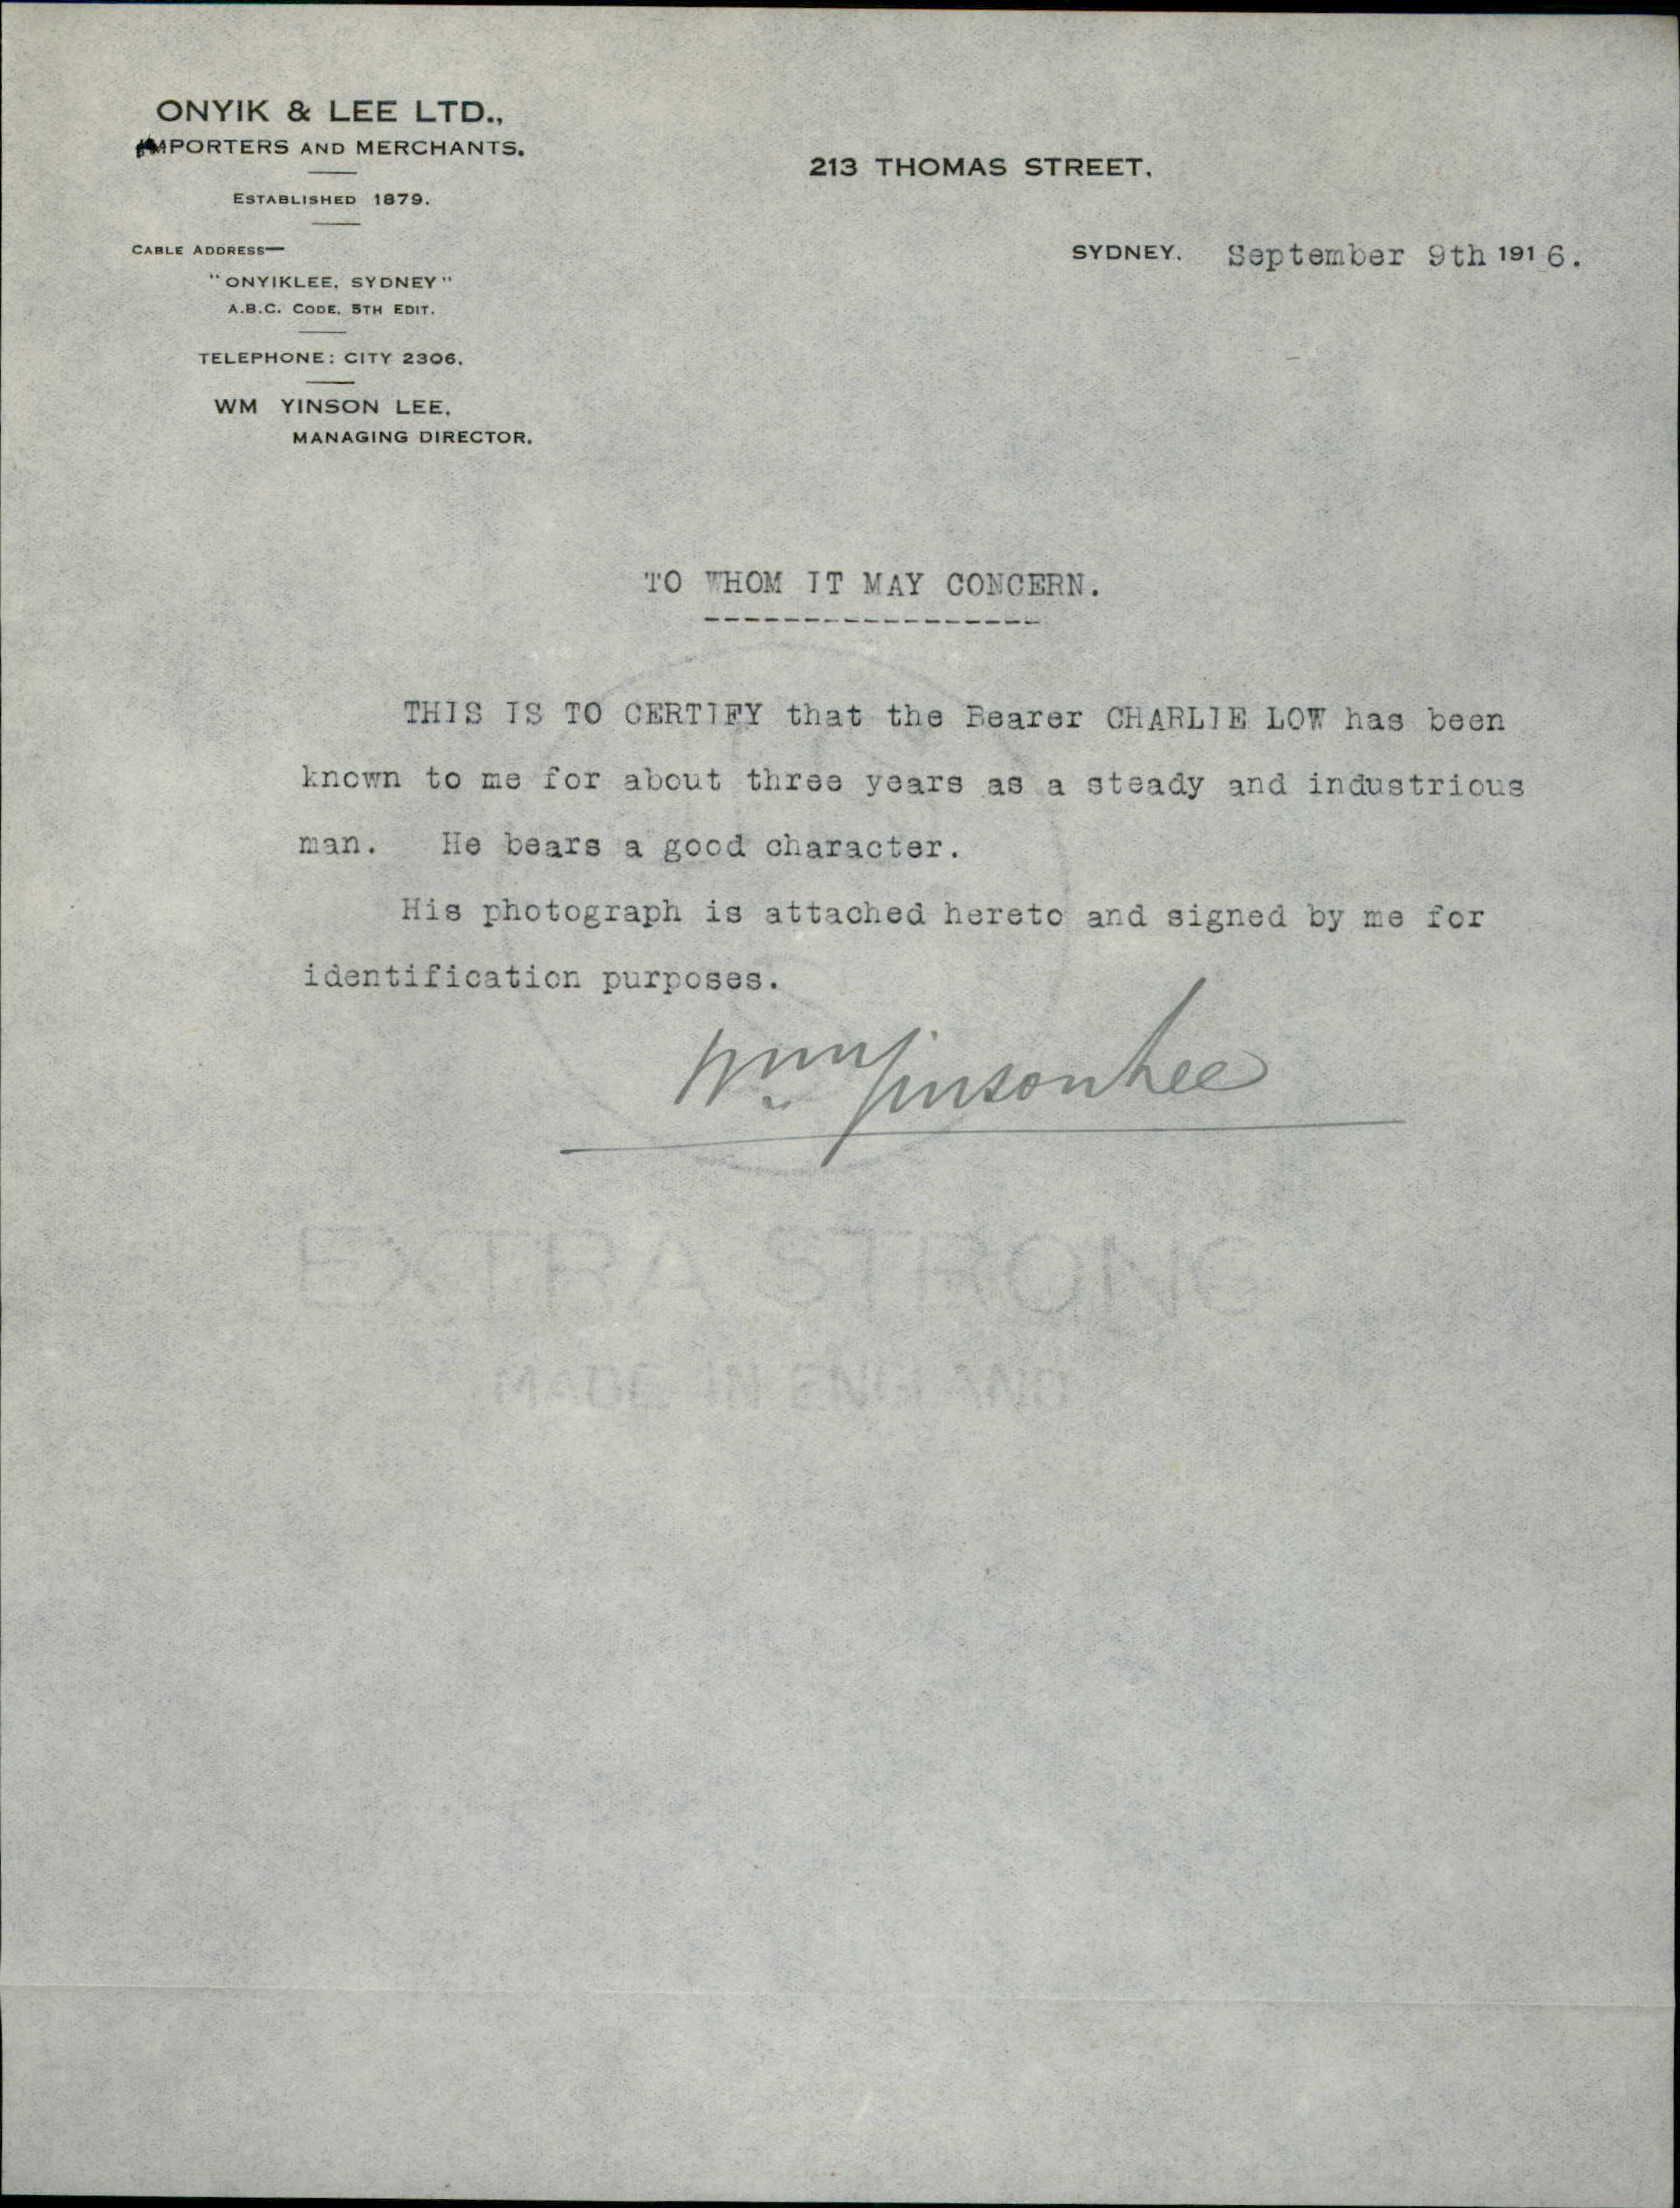 ONYIK & LEE LTD.,
IMPORTERS AND MERCHANTS.
ESTABLISHED 1879.
CABLE ADDRESS—
"ONYIKLEE, SYDNEY"
A.B.C. CODE, 5TH EDIT.
TELEPHONE: CITY 2306.
WM YINSON LEE,
MANAGING DIRECTOR.
213 THOMAS STREET,
SYDNEY. September 9th 1916.
TO WHOM IT MAY CONCERN.
THIS IS TO CERTIFY that the Bearer CHARLIE LOW has been
known to me for about three years as a steady and industrious
man. He bears a good character.
His photograph is attached hereto and signed by me for
identification purposes.
Wm Yinson Lee
EXTRA STRONG
MADE IN ENGLAND